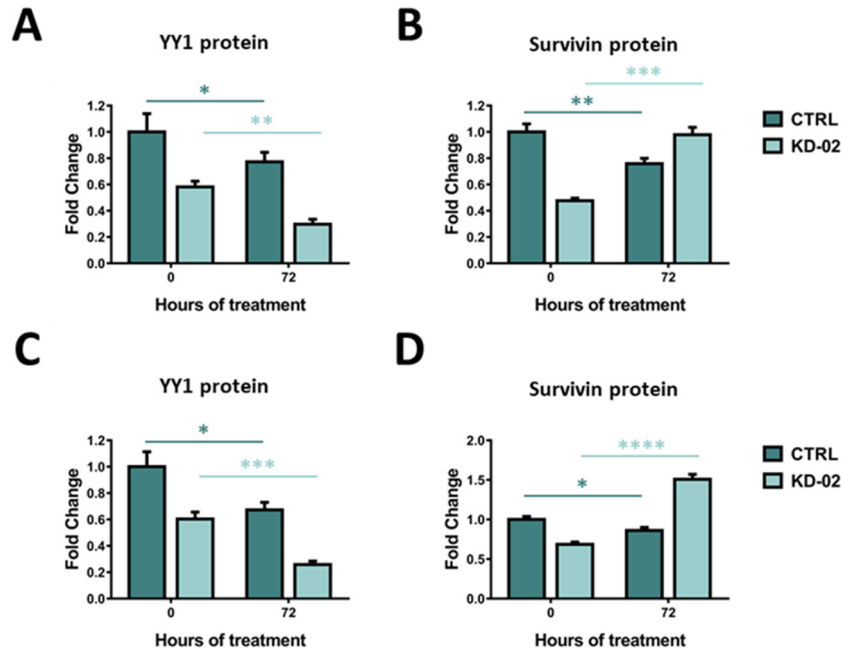 A
YY1 protein
*
**
Fold Change
1.2
1.0
0.8
0.6
0.4
0.2
0.0
0
72
Hours of treatment
B
Survivin protein
***
**
Fold Change
1.2
1.0
0.8
0.6
0.4
0.2
0.0
0
72
Hours of treatment
CTRL
KD-02
C
YY1 protein
*
***
Fold Change
1.2
1.0
0.8
0.6
0.4
0.2
0.0
0
72
Hours of treatment
D
Survivin protein
****
*
Fold Change
2.0
1.5
1.0
0.5
0.0
0
72
Hours of treatment
CTRL
KD-02